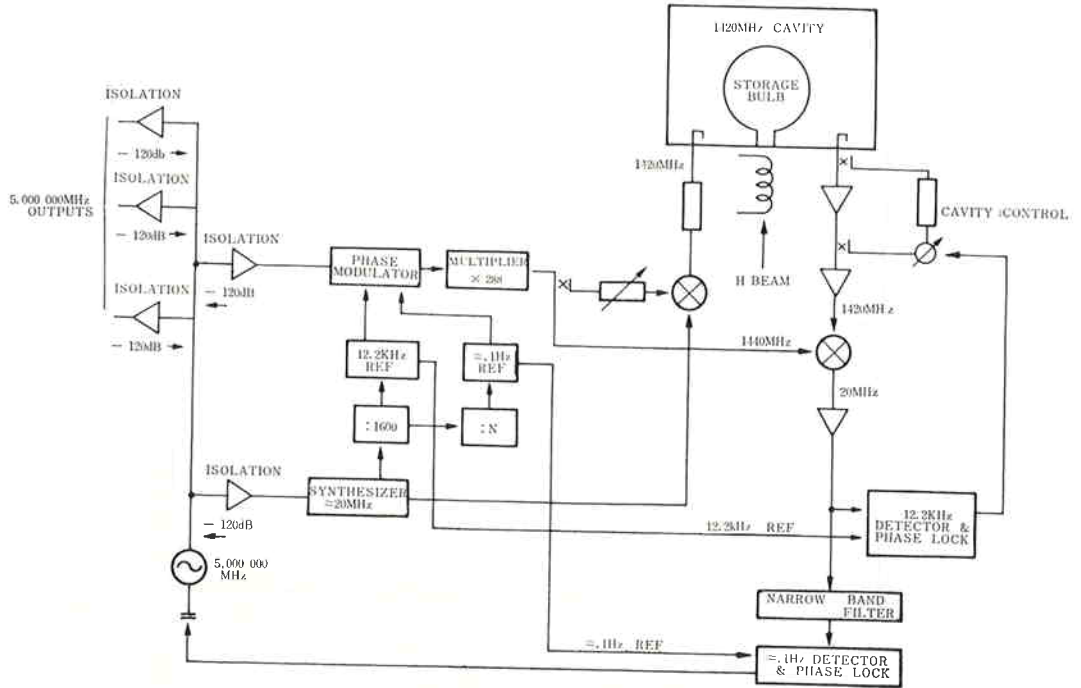 1420MHz CAVITY
STORAGE
BULB
ISOLATION
— 120db
ISOLATION
5.000 000MHz
OUTPUTS
— 120dB
ISOLATION
— 120dB
ISOLATION
— 120dB
PHASE
MODULATOR
MULTIPLIER
× 288
1420MHz
H BEAM
CAVITY :CONTROL
1420MHz
1440MHz
20MHz
12.2KHz
REF
≈.1Hz
REF
:1600
:N
ISOLATION
— 120dB
SYNTHESIZER
≈20MHz
5,000 000
MHz
12.2kHz REF
12.2KHz
DETECTOR &
PHASE LOCK
NARROW BAND
FILTER
≈.1Hz REF
≈.1Hz DETECTOR
& PHASE LOCK